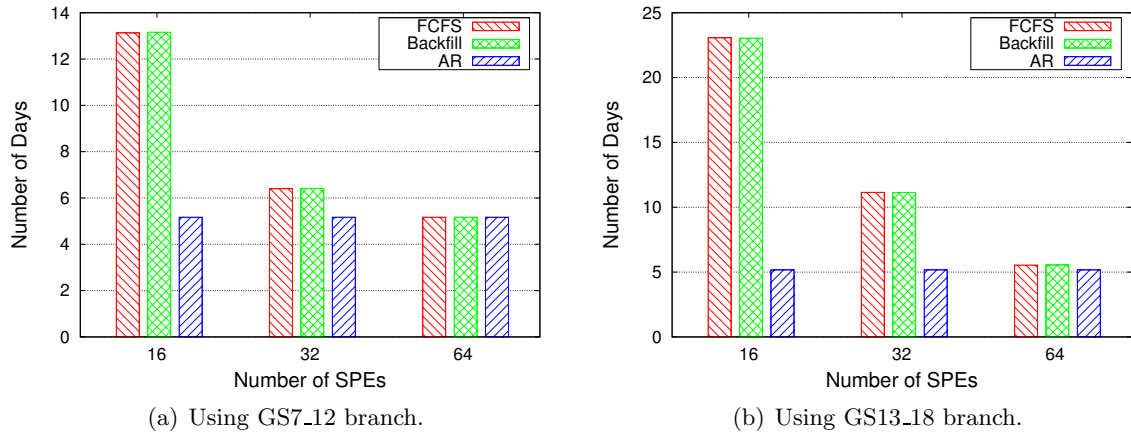 14
12
10
8
6
4
2
0
Number of Days
FCFS
Backfill
AR
16
32
64
Number of SPEs
(a) Using GS7_12 branch.
25
20
15
10
5
0
Number of Days
FCFS
Backfill
AR
16
32
64
Number of SPEs
(b) Using GS13_18 branch.